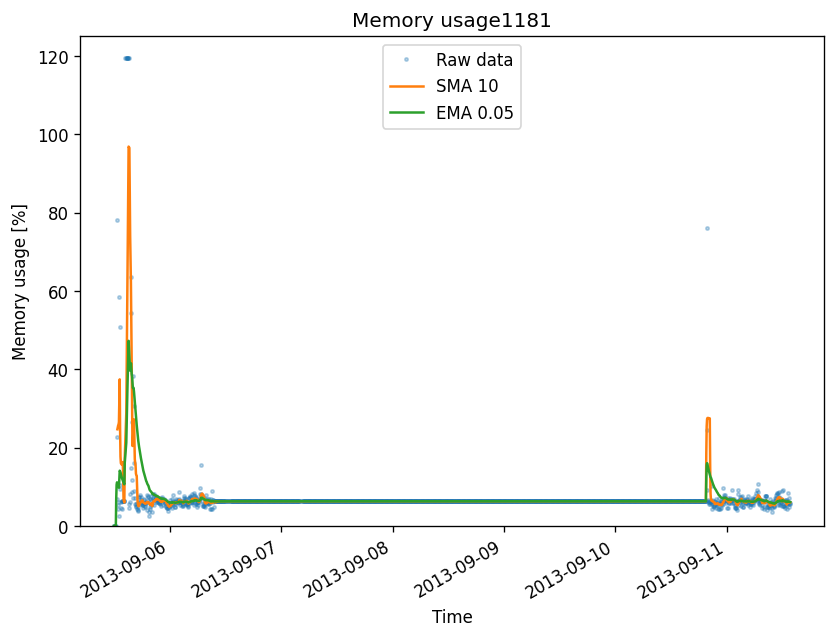 Memory usage1181
Raw data
SMA 10
EMA 0.05
120
100
80
60
40
20
0
Memory usage [%]
2013-09-06
2013-09-07
2013-09-08
2013-09-09
2013-09-10
2013-09-11
Time